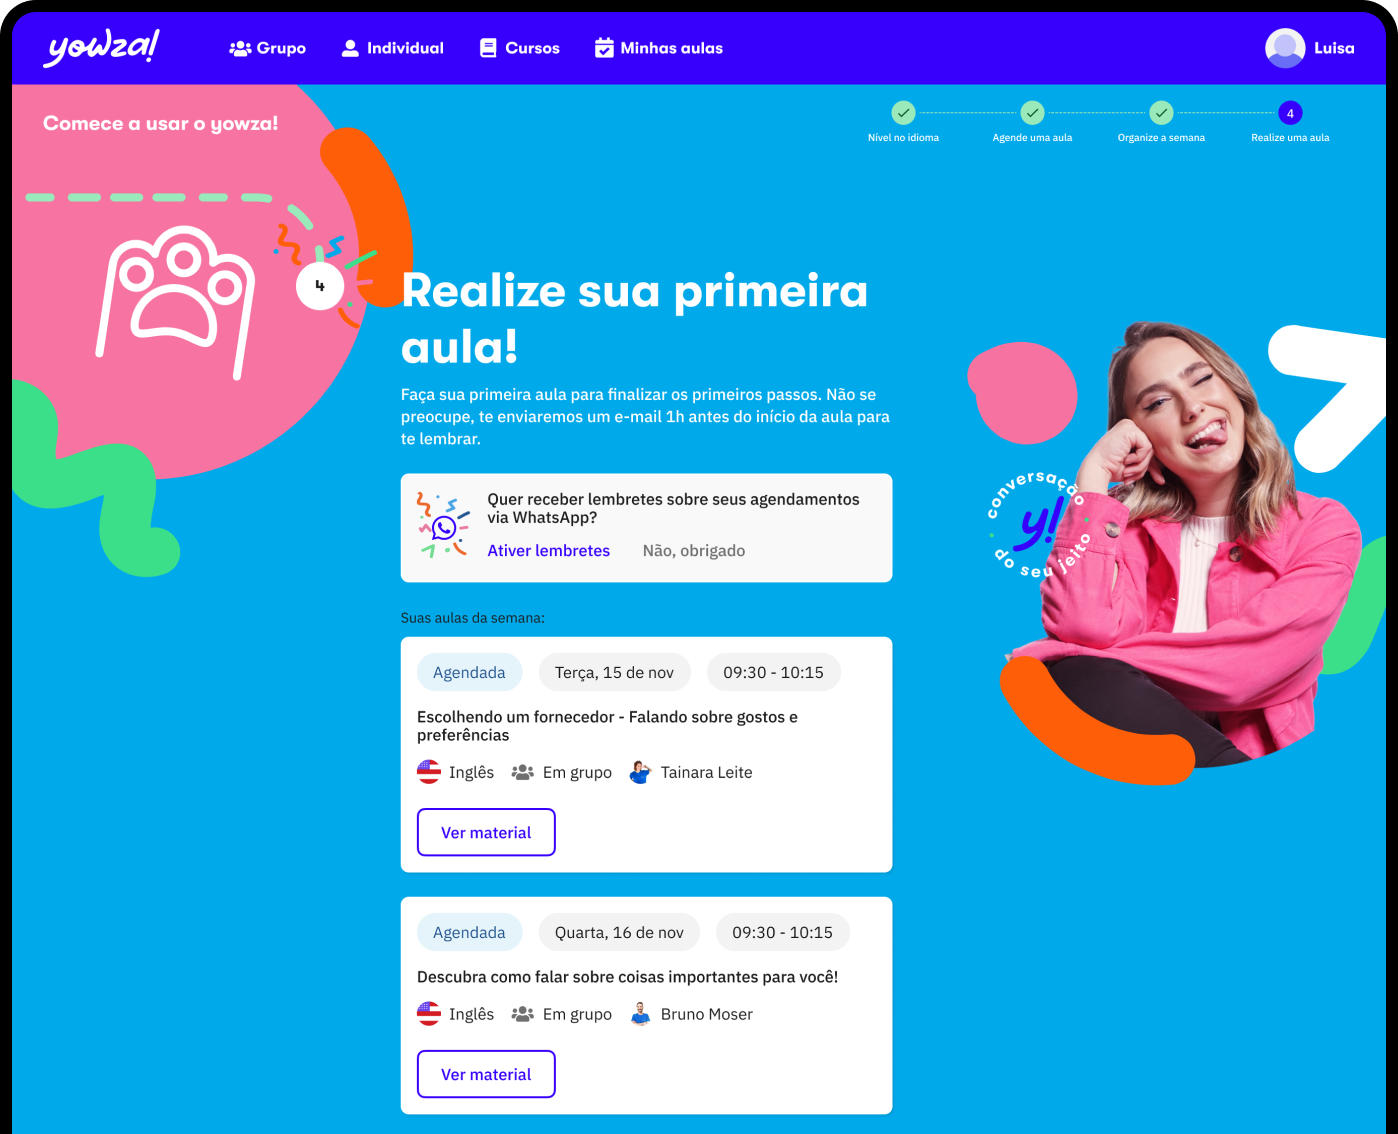 yowza!
Grupo
Individual
Cursos
Minhas aulas
Luisa
Comece a usar o yowza!
4
Nível no idioma
Agende uma aula
Organize a semana
Realize uma aula
4
Realize sua primeira
aula!
Faça sua primeira aula para finalizar os primeiros passos. Não se
preocupe, te enviaremos um e-mail 1h antes do início da aula para
te lembrar.
Quer receber lembretes sobre seus agendamentos
via WhatsApp?
Ativer lembretes
Não, obrigado
conversação
y!
do seu jeito
Suas aulas da semana:
Agendada
Terça, 15 de nov
09:30 - 10:15
Escolhendo um fornecedor - Falando sobre gostos e
preferências
Inglês
Em grupo
Tainara Leite
Ver material
Agendada
Quarta, 16 de nov
09:30 - 10:15
Descubra como falar sobre coisas importantes para você!
Inglês
Em grupo
Bruno Moser
Ver material